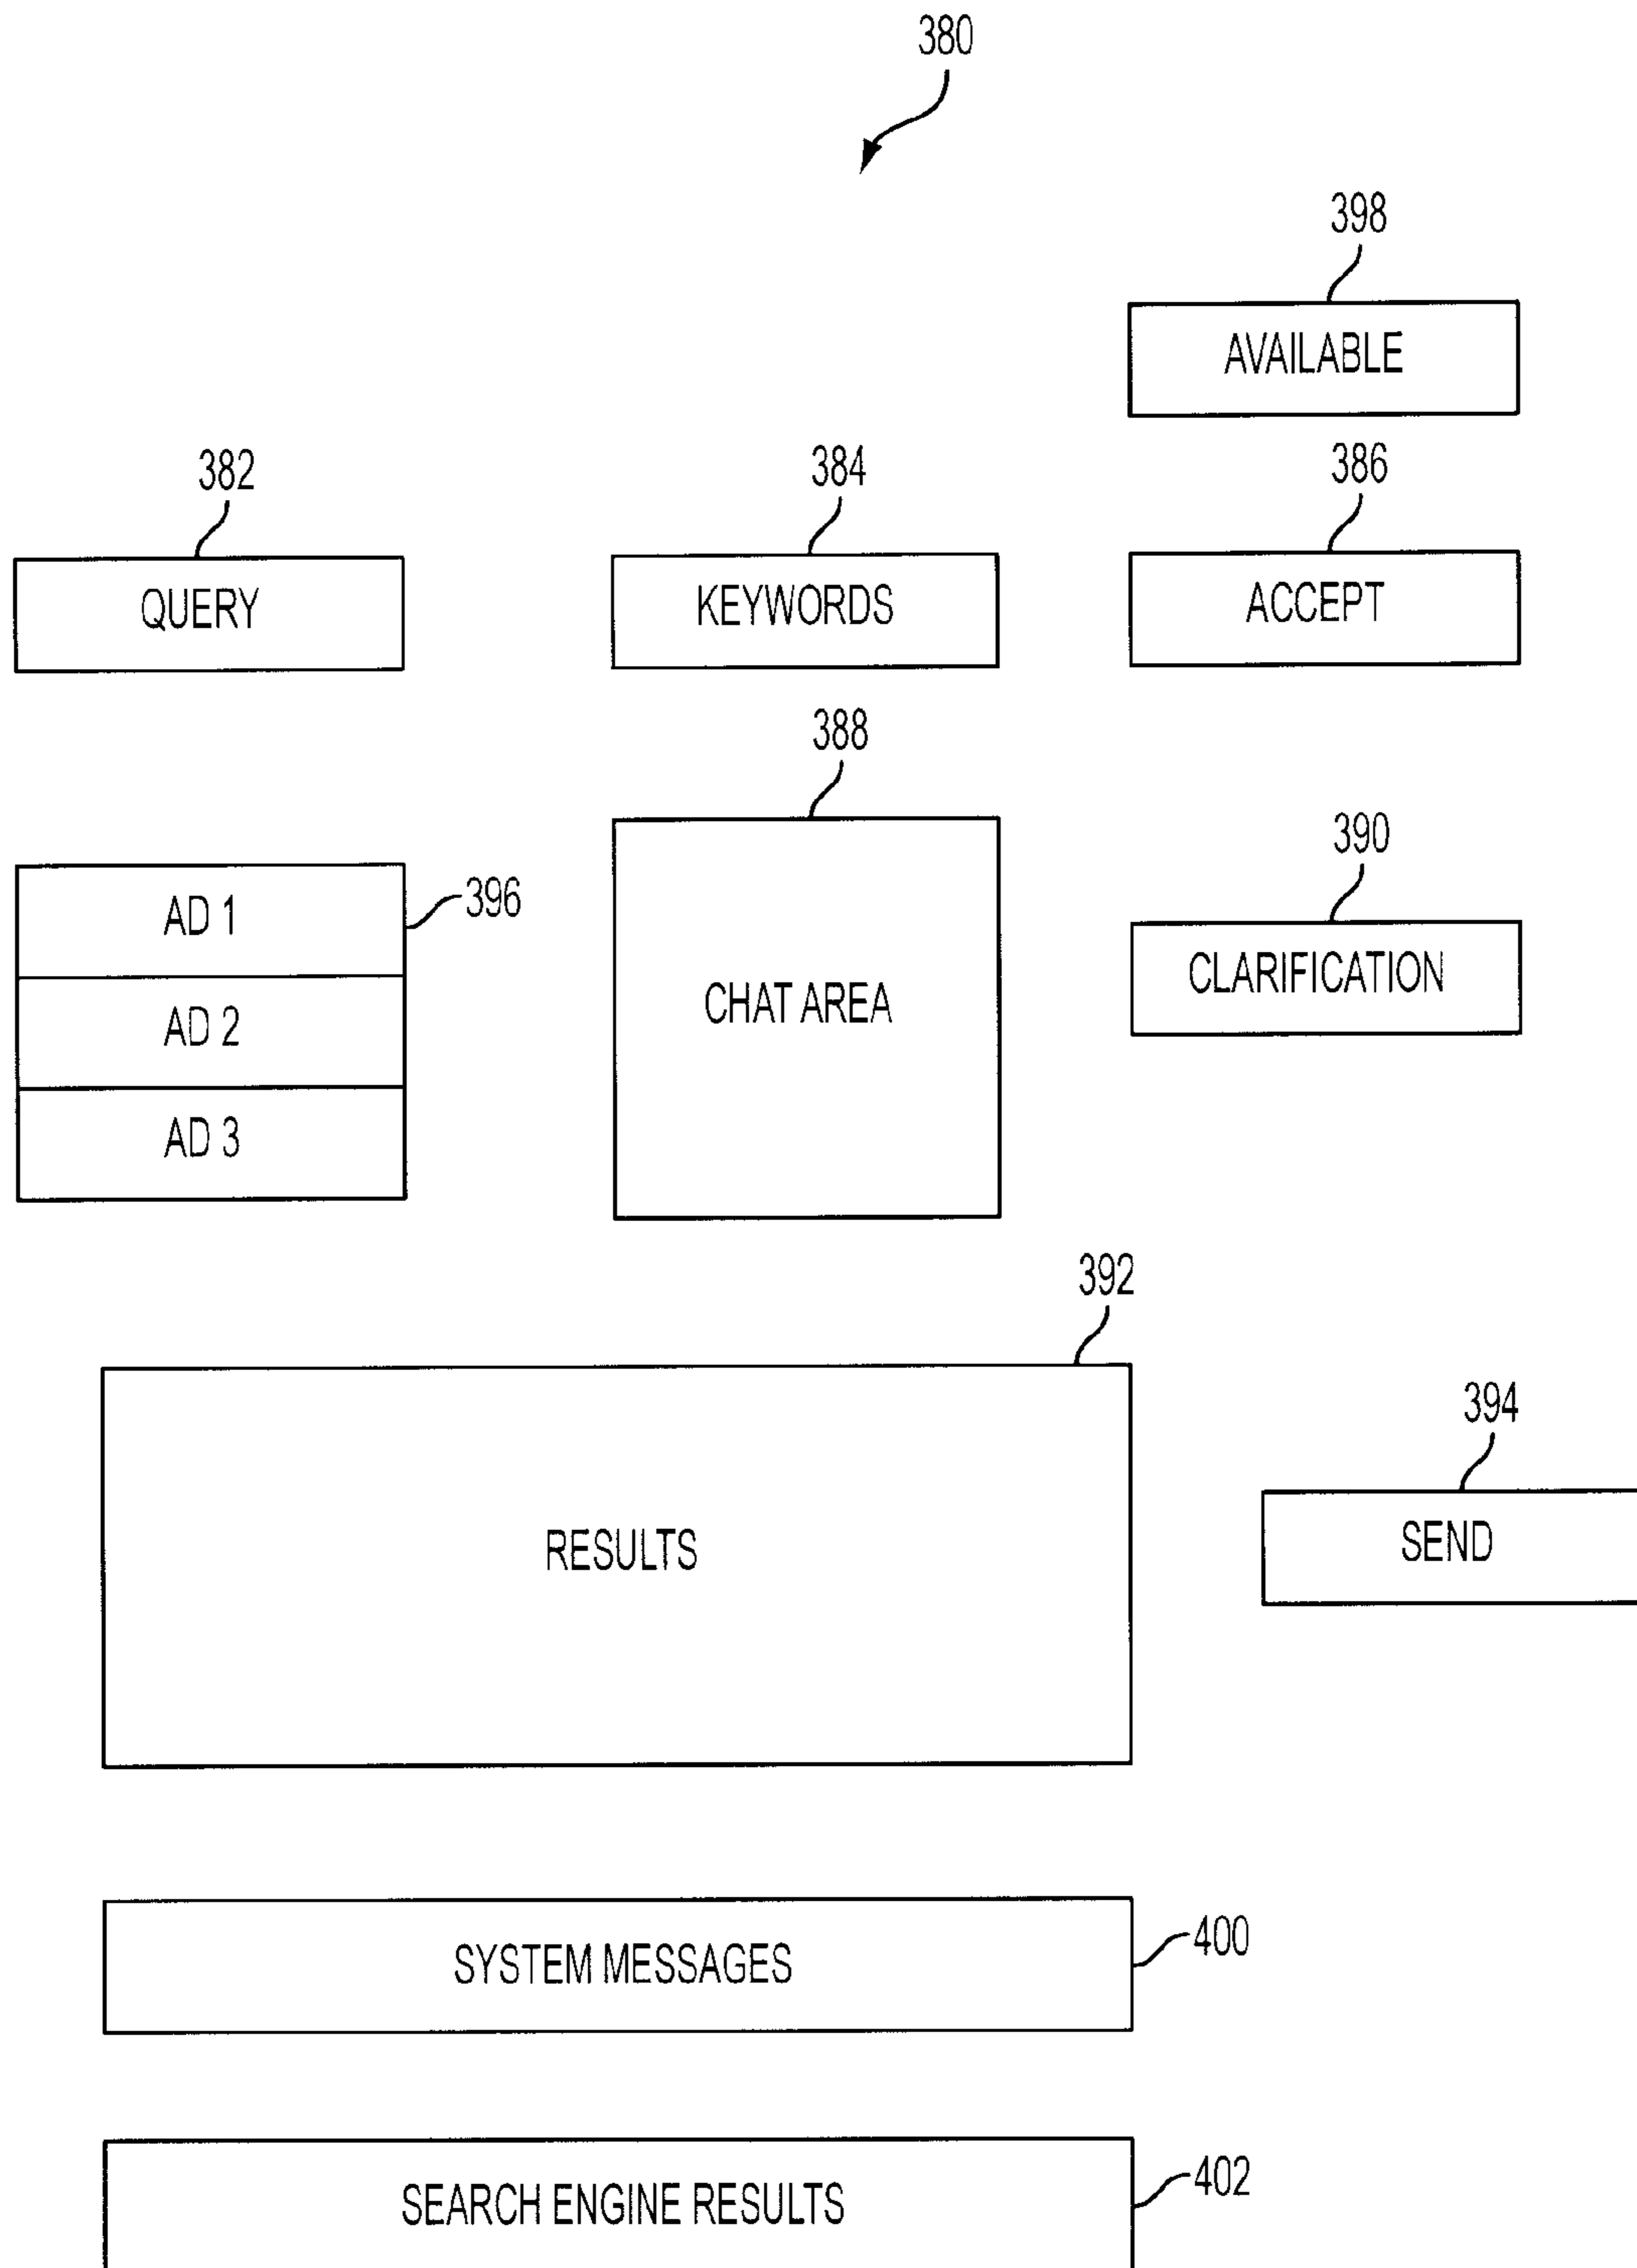 380
398
AVAILABLE
382
384
386
QUERY
KEYWORDS
ACCEPT
388
390
AD 1
396
AD 2
AD 3
CHAT AREA
CLARIFICATION
392
394
RESULTS
SEND
SYSTEM MESSAGES
400
SEARCH ENGINE RESULTS
402